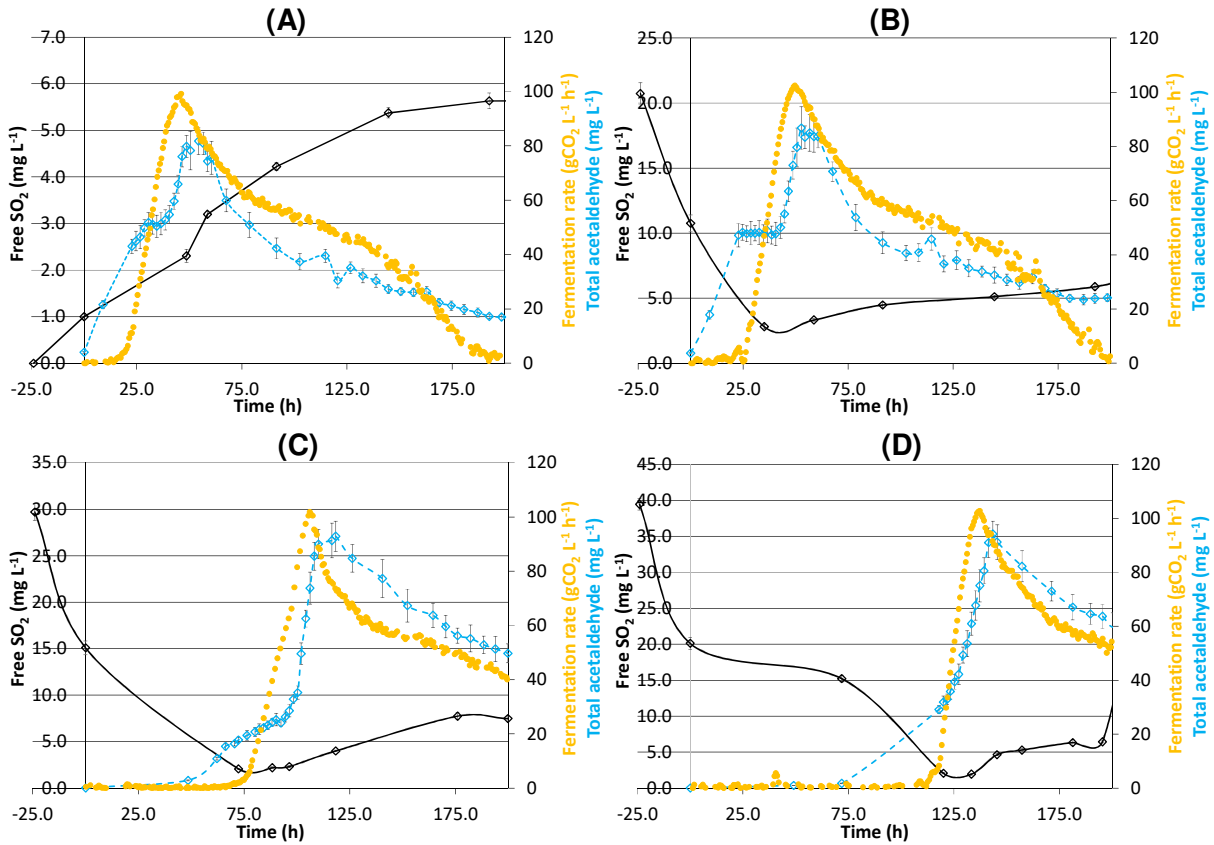 (A)
7.0
6.0
5.0
4.0
3.0
2.0
1.0
0.0
-25.0 25.0 75.0 125.0 175.0
120
100
80
60
40
20
0
Free SO2 (mg L-1)
Time (h)
Fermentation rate (gCO2 L-1 h-1)
Total acetaldehyde (mg L-1)
(B)
25.0
20.0
15.0
10.0
5.0
0.0
-25.0 25.0 75.0 125.0 175.0
120
100
80
60
40
20
0
Free SO2 (mg L-1)
Time (h)
Fermentation rate (gCO2 L-1 h-1)
Total acetaldehyde (mg L-1)
(C)
35.0
30.0
25.0
20.0
15.0
10.0
5.0
0.0
-25.0 25.0 75.0 125.0 175.0
120
100
80
60
40
20
0
Free SO2 (mg L-1)
Time (h)
Fermentation rate (gCO2 L-1 h-1)
Total acetaldehyde (mg L-1)
(D)
45.0
40.0
35.0
30.0
25.0
20.0
15.0
10.0
5.0
0.0
-25.0 25.0 75.0 125.0 175.0
120
100
80
60
40
20
0
Free SO2 (mg L-1)
Time (h)
Fermentation rate (gCO2 L-1 h-1)
Total acetaldehyde (mg L-1)